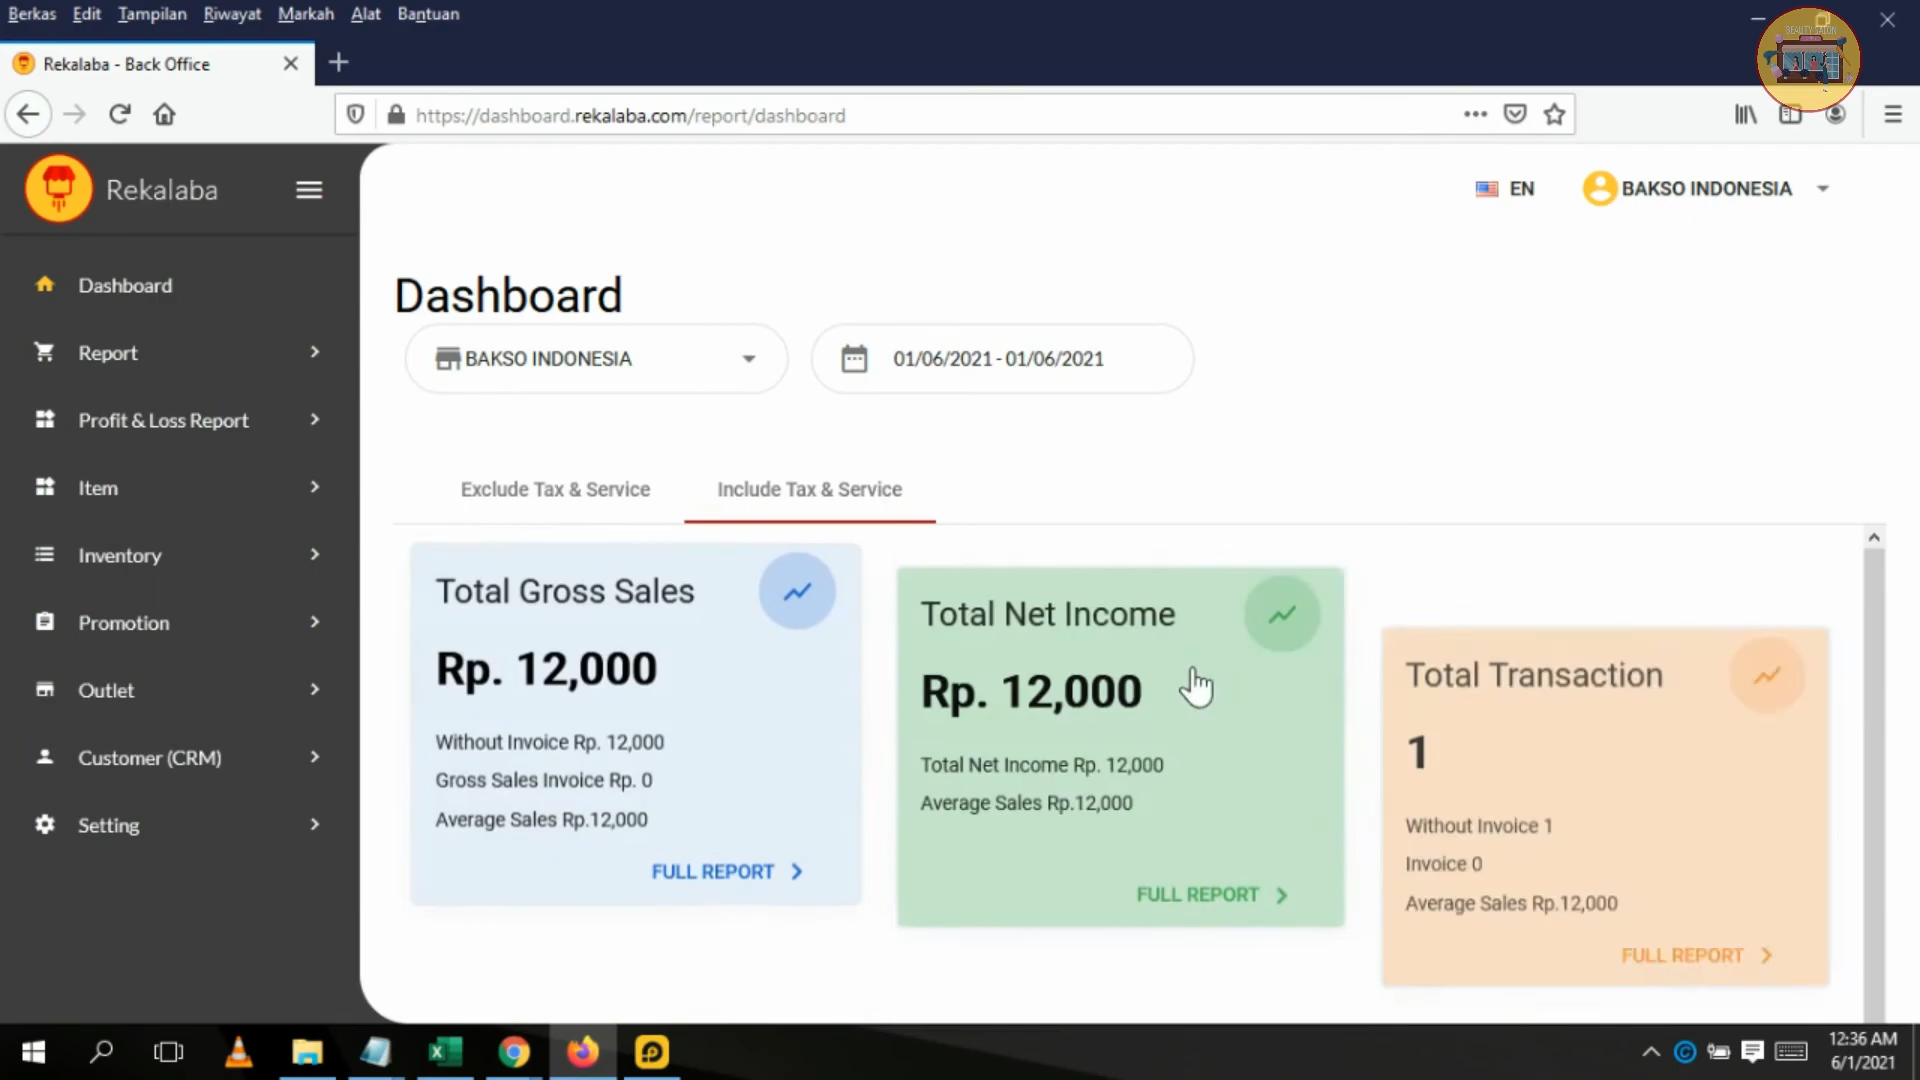 Berkas Edit Tampilan Riwayat Markah Alat Bantuan
BEAUTY SALON
Rekalaba - Back Office
https://dashboard.rekalaba.com/report/dashboard
Rekalaba
EN
BAKSO INDONESIA
Dashboard
Report
Profit & Loss Report
Item
Inventory
Promotion
Outlet
Customer (CRM)
Setting
Dashboard
BAKSO INDONESIA
01/06/2021 - 01/06/2021
Exclude Tax & Service
Include Tax & Service
Total Gross Sales
Rp. 12,000
Without Invoice Rp. 12,000
Gross Sales Invoice Rp. 0
Average Sales Rp.12,000
FULL REPORT
Total Net Income
Rp. 12,000
Total Net Income Rp. 12,000
Average Sales Rp.12,000
FULL REPORT
Total Transaction
1
Without Invoice 1
Invoice 0
Average Sales Rp.12,000
FULL REPORT
12:36 AM
6/1/2021